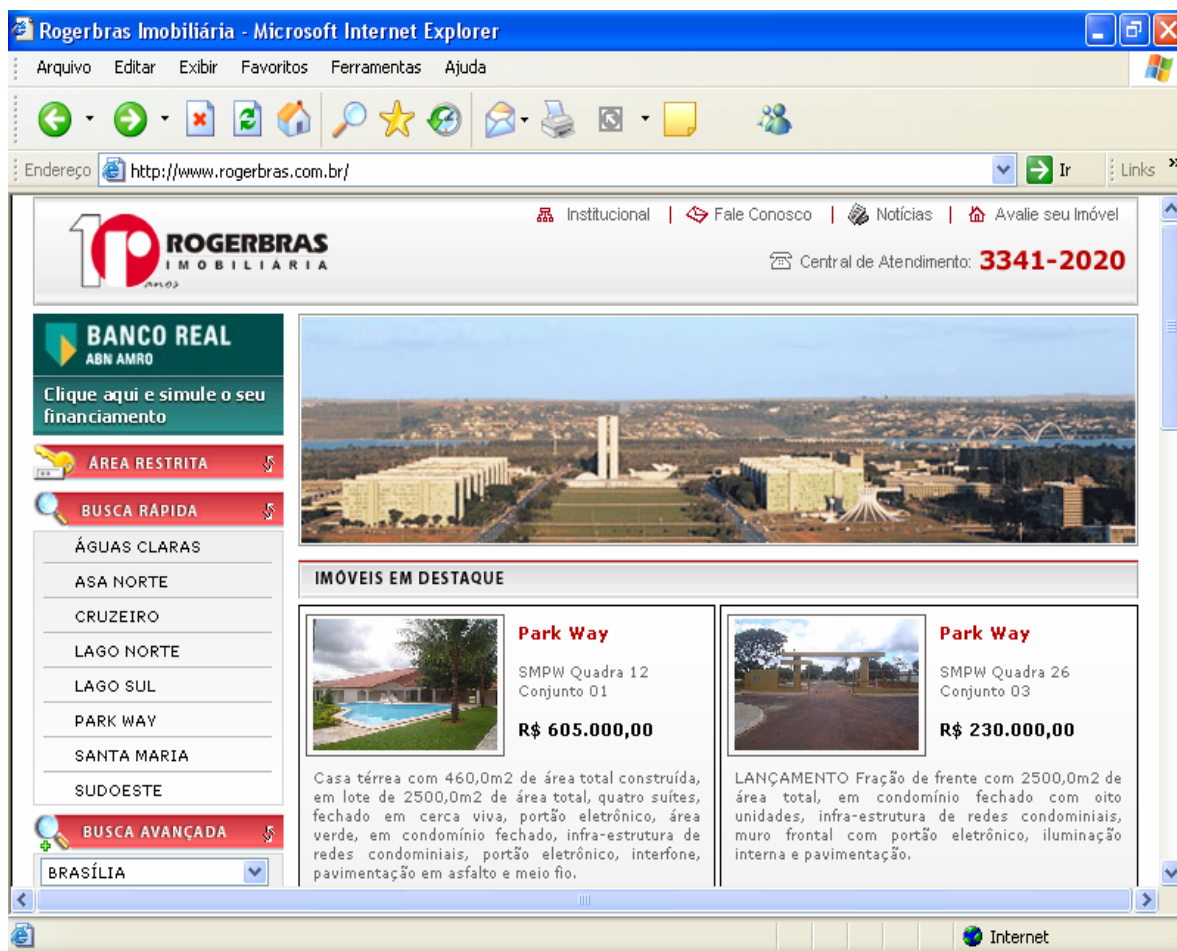 Rogerbras Imobiliária - Microsoft Internet Explorer
Arquivo Editar Exibir Favoritos Ferramentas Ajuda
Endereço http://www.rogerbras.com.br/ Ir Links »
Institucional | Fale Conosco | Notícias | Avalie seu Imóvel
10 ROGERBRAS
IMOBILIÁRIA
anos
Central de Atendimento: 3341-2020
BANCO REAL
ABN AMRO
Clique aqui e simule o seu
financiamento
ÁREA RESTRITA
BUSCA RÁPIDA
ÁGUAS CLARAS
ASA NORTE
CRUZEIRO
LAGO NORTE
LAGO SUL
PARK WAY
SANTA MARIA
SUDOESTE
BUSCA AVANÇADA
BRASÍLIA
IMÓVEIS EM DESTAQUE
Park Way
SMPW Quadra 12
Conjunto 01
R$ 605.000,00
Casa térrea com 460,0m2 de área total construída,
em lote de 2500,0m2 de área total, quatro suítes,
fechado em cerca viva, portão eletrônico, área
verde, em condomínio fechado, infra-estrutura de
redes condominiais, portão eletrônico, interfone,
pavimentação em asfalto e meio fio.
Park Way
SMPW Quadra 26
Conjunto 03
R$ 230.000,00
LANÇAMENTO Fração de frente com 2500,0m2 de
área total, em condomínio fechado com oito
unidades, infra-estrutura de redes condominiais,
muro frontal com portão eletrônico, iluminação
interna e pavimentação.
Internet